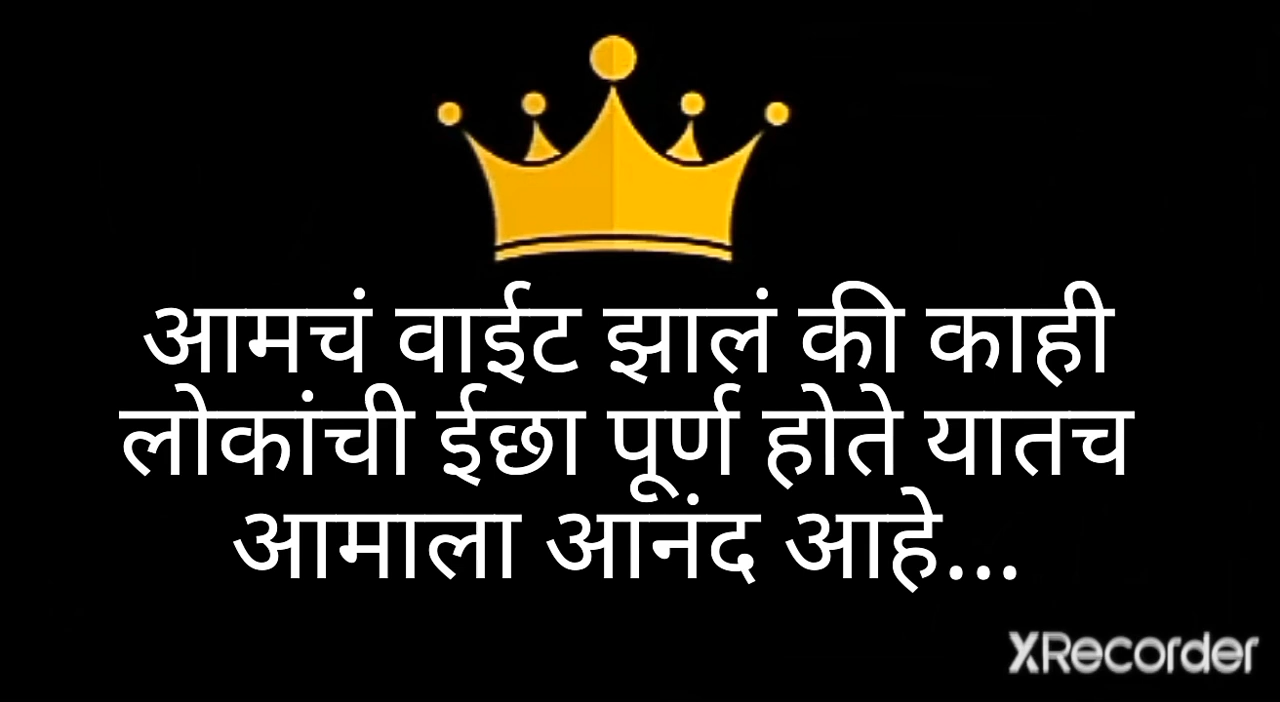 आमचं वाईट झालं की काही
लोकांची ईछा पूर्ण होते यातच
आमाला आनंद आहे...
XRecorder